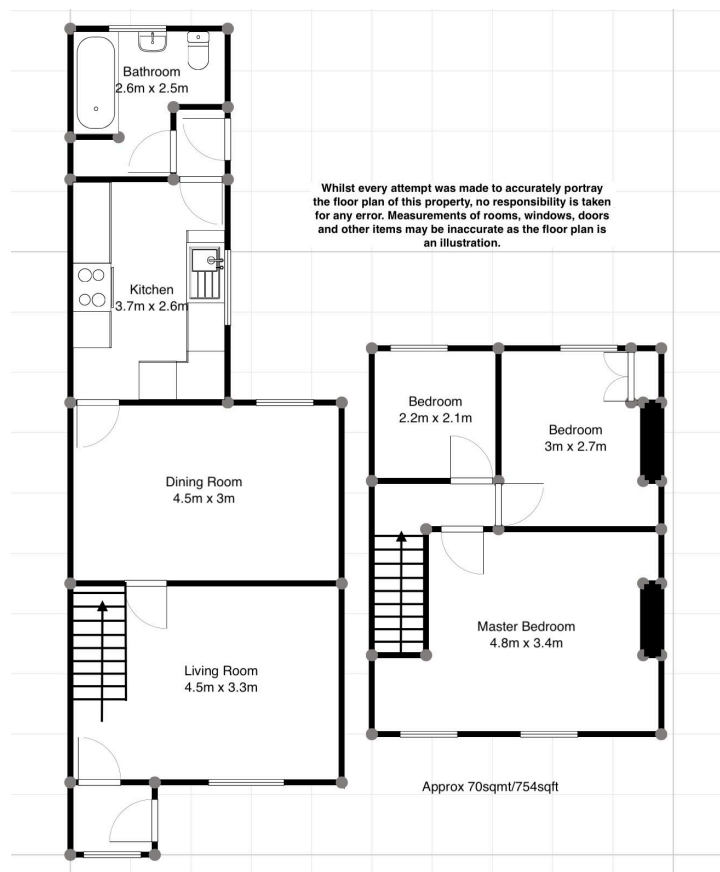 Bathroom
2.6m x 2.5m
Whilst every attempt was made to accurately portray
the floor plan of this property, no responsibility is taken
for any error. Measurements of rooms, windows, doors
and other items may be inaccurate as the floor plan is
an illustration.
Kitchen
3.7m x 2.6m
Bedroom
2.2m x 2.1m
Bedroom
3m x 2.7m
Dining Room
4.5m x 3m
Master Bedroom
4.8m x 3.4m
Living Room
4.5m x 3.3m
Approx 70sqmt/754sqft